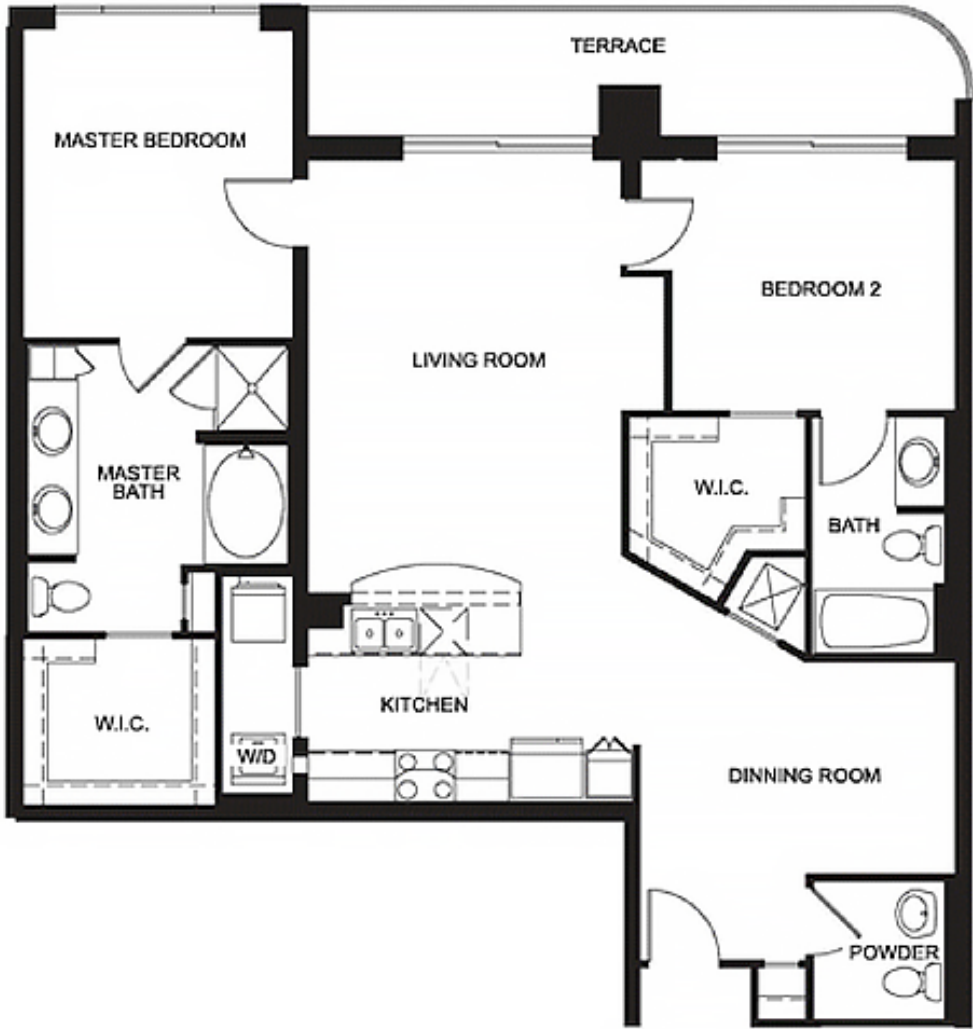 TERRACE
MASTER BEDROOM
BEDROOM 2
LIVING ROOM
MASTER
BATH
W.I.C.
BATH
KITCHEN
W.I.C.
W/D
DINNING ROOM
POWDER